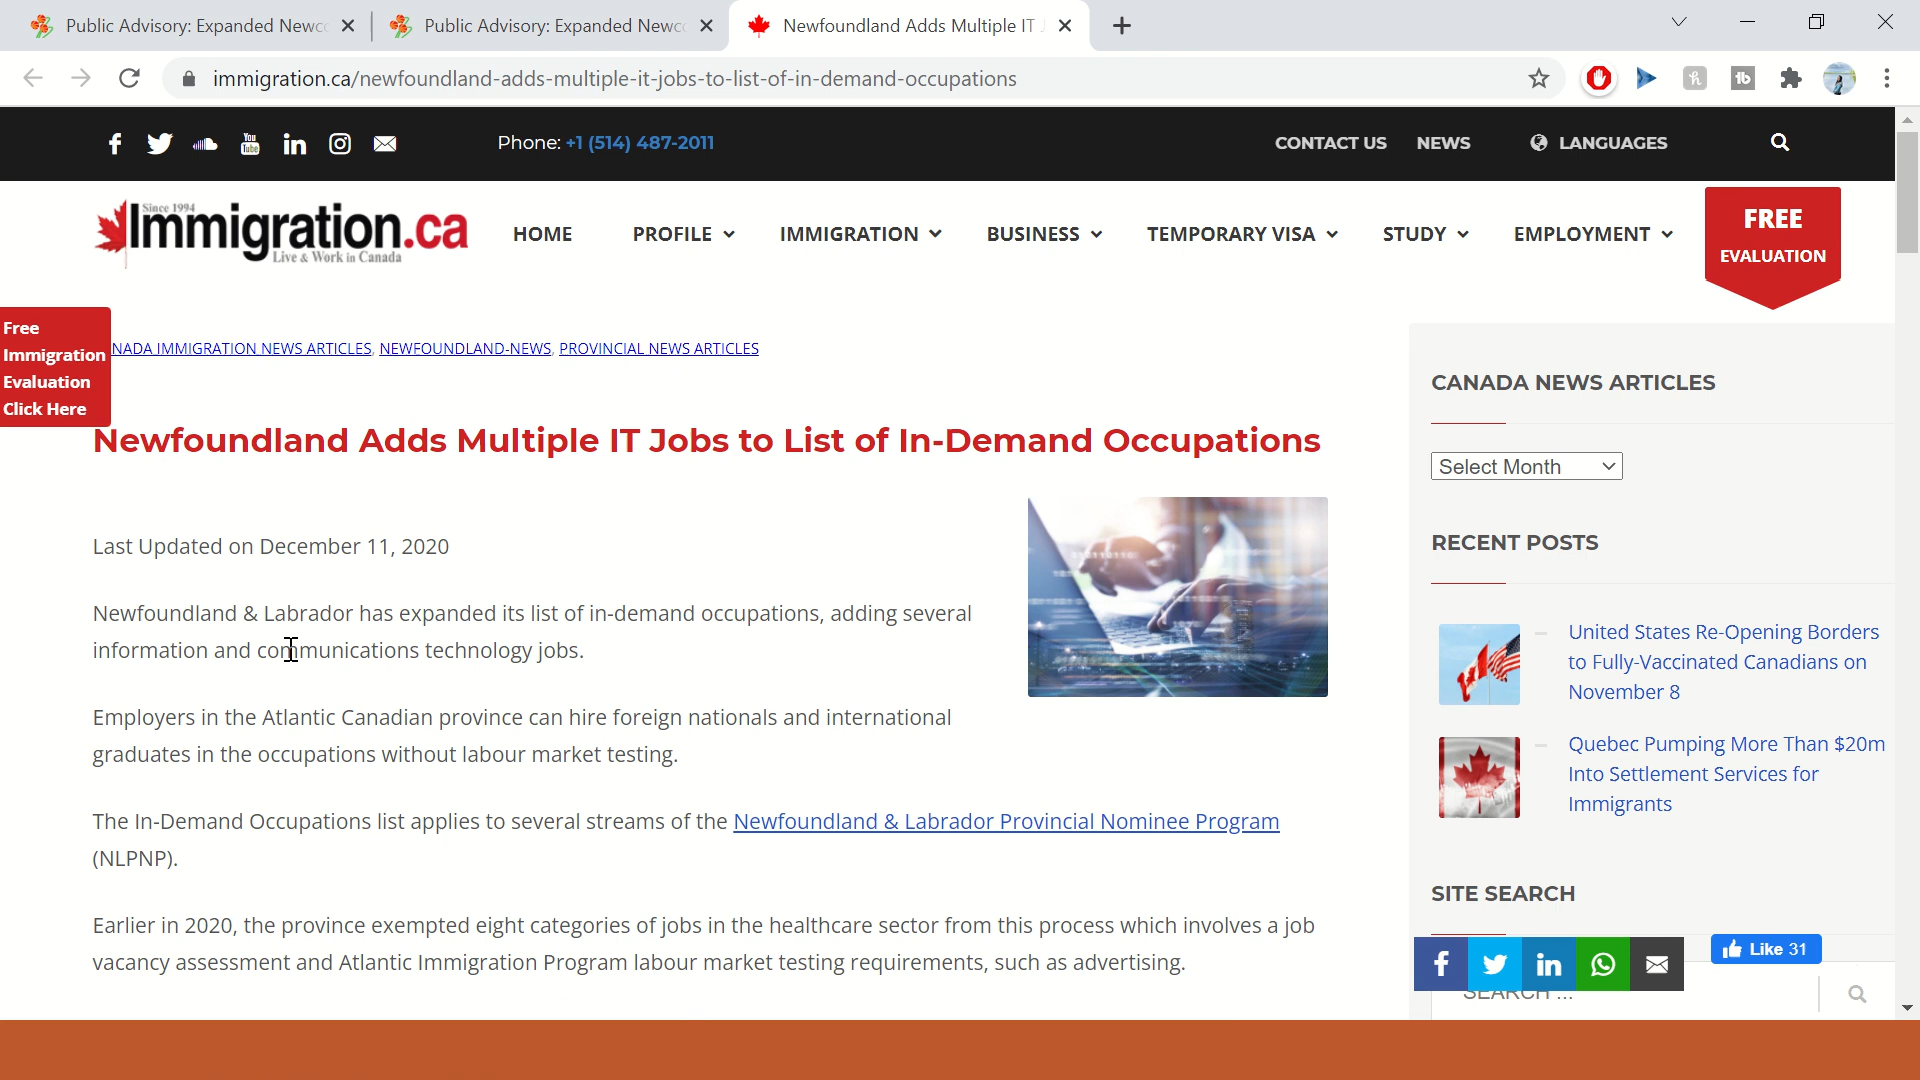 Public Advisory: Expanded Newc
Public Advisory: Expanded Newc
Newfoundland Adds Multiple IT J
immigration.ca/newfoundland-adds-multiple-it-jobs-to-list-of-in-demand-occupations
Phone: +1 (514) 487-2011
CONTACT US
NEWS
LANGUAGES
Since 1994
Immigration.ca
Live & Work in Canada
HOME
PROFILE
IMMIGRATION
BUSINESS
TEMPORARY VISA
STUDY
EMPLOYMENT
FREE
EVALUATION
Free
Immigration
Evaluation
Click Here
NADA IMMIGRATION NEWS ARTICLES, NEWFOUNDLAND-NEWS, PROVINCIAL NEWS ARTICLES
Newfoundland Adds Multiple IT Jobs to List of In-Demand Occupations
Last Updated on December 11, 2020
Newfoundland & Labrador has expanded its list of in-demand occupations, adding several
information and communications technology jobs.
Employers in the Atlantic Canadian province can hire foreign nationals and international
graduates in the occupations without labour market testing.
The In-Demand Occupations list applies to several streams of the Newfoundland & Labrador Provincial Nominee Program
(NLPNP).
Earlier in 2020, the province exempted eight categories of jobs in the healthcare sector from this process which involves a job
vacancy assessment and Atlantic Immigration Program labour market testing requirements, such as advertising.
CANADA NEWS ARTICLES
Select Month
RECENT POSTS
United States Re-Opening Borders
to Fully-Vaccinated Canadians on
November 8
Quebec Pumping More Than $20m
Into Settlement Services for
Immigrants
SITE SEARCH
Like 31
SEARCH ...